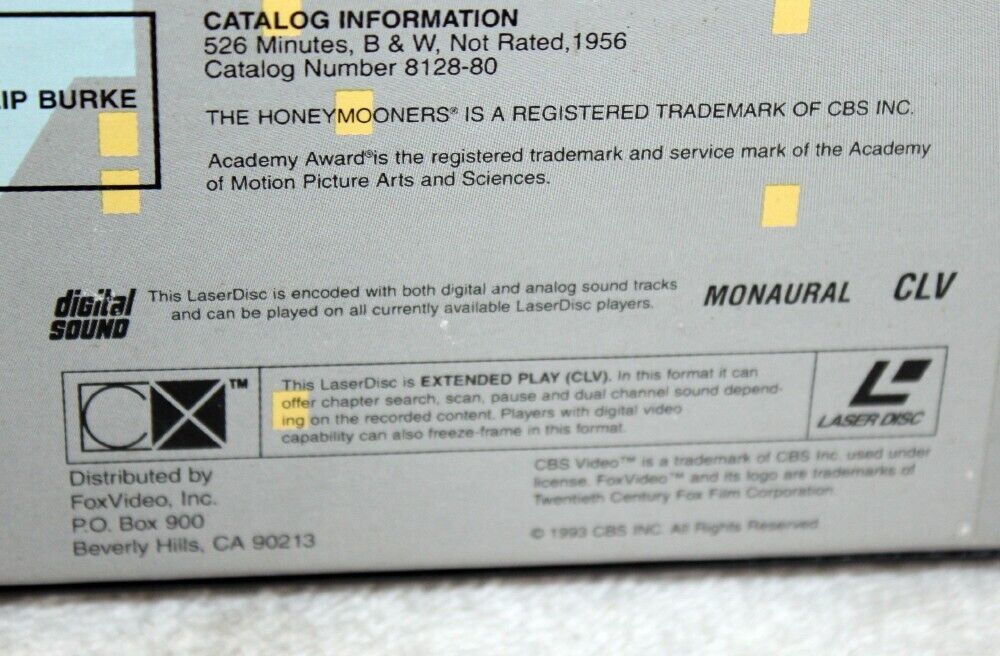 CATALOG INFORMATION
526 Minutes, B & W, Not Rated, 1956
Catalog Number 8128-80
IP BURKE
THE HONEYMOONERS® IS A REGISTERED TRADEMARK OF CBS INC.
Academy Award® is the registered trademark and service mark of the Academy
of Motion Picture Arts and Sciences.
digital
SOUND
This LaserDisc is encoded with both digital and analog sound tracks
and can be played on all currently available LaserDisc players.
MONAURAL
CLV
CX™
This LaserDisc is EXTENDED PLAY (CLV). In this format it can
offer chapter search, scan, pause and dual channel sound depend-
ing on the recorded content. Players with digital video
capability can also freeze-frame in this format.
LASER DISC
Distributed by
FoxVideo, Inc.
P.O. Box 900
Beverly Hills, CA 90213
CBS Video™ is a trademark of CBS Inc. used under
license. FoxVideo™ and its logo are trademarks of
Twentieth Century Fox Film Corporation.
© 1993 CBS INC. All Rights Reserved.